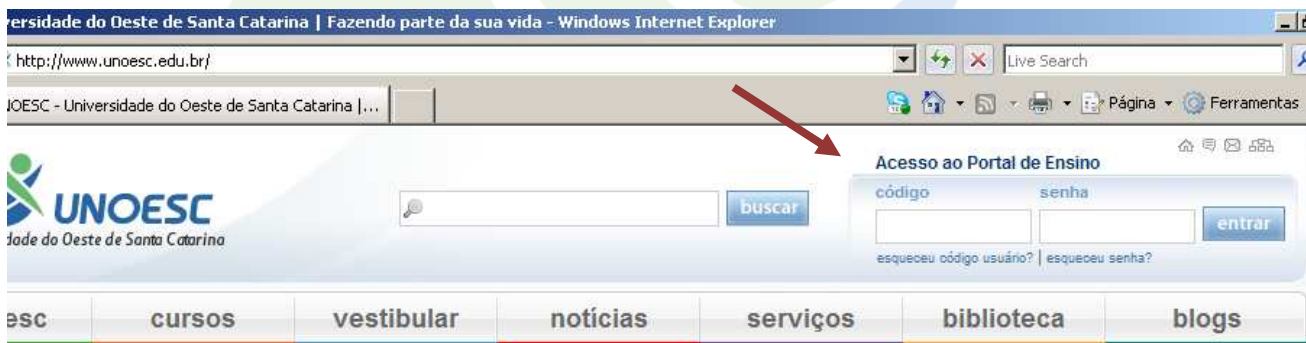 versidade do Oeste de Santa Catarina | Fazendo parte da sua vida - Windows Internet Explorer
http://www.unoesc.edu.br/
Live Search
NOESC - Universidade do Oeste de Santa Catarina |...
Página
Ferramentas
Acesso ao Portal de Ensino
código senha
UNOESC
buscar
entrar
dade do Oeste de Santa Catarina
esqueceu código usuário? | esqueceu senha?
esc cursos vestibular notícias serviços biblioteca blogs